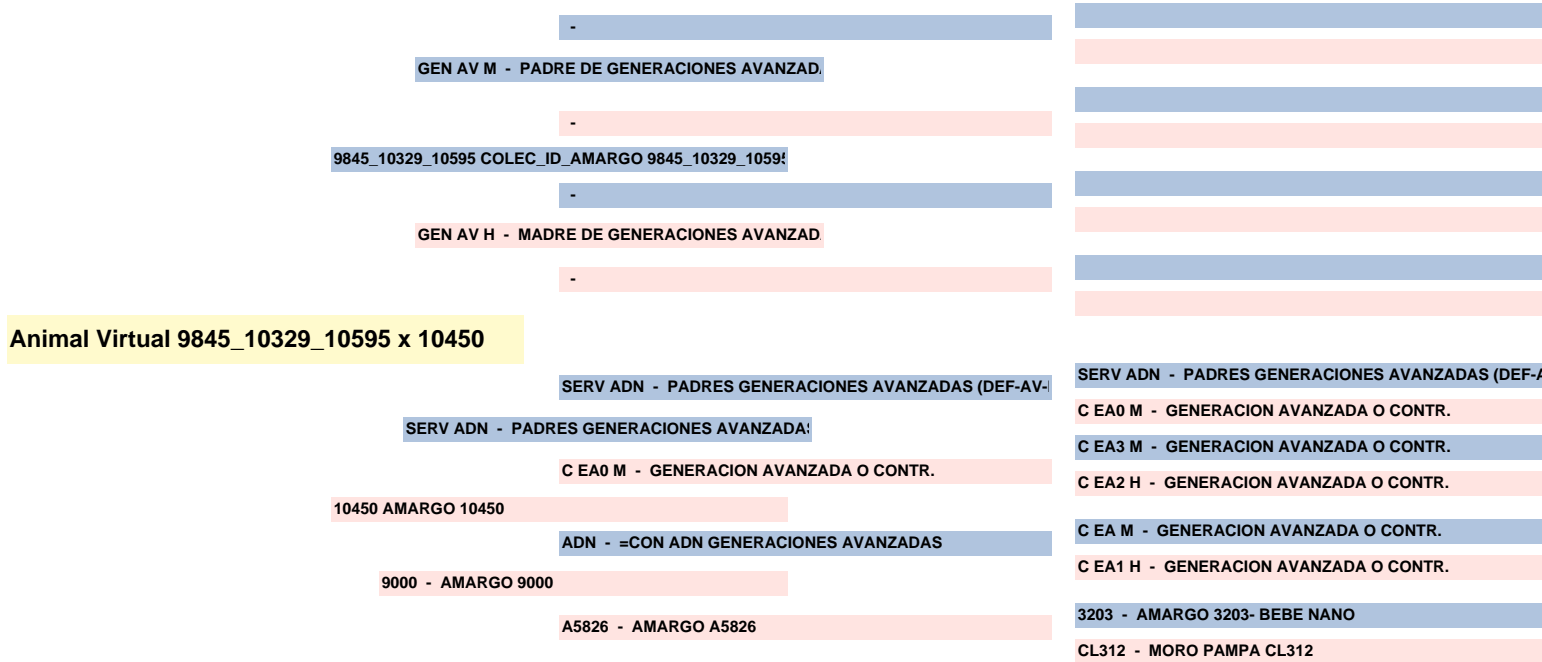 -
GEN AV M - PADRE DE GENERACIONES AVANZAD
-
9845_10329_10595 COLEC_ID_AMARGO 9845_10329_1059
-
GEN AV H - MADRE DE GENERACIONES AVANZAD
-
Animal Virtual 9845_10329_10595 x 10450
SERV ADN - PADRES GENERACIONES AVANZADAS (DEF-AV-
SERV ADN - PADRES GENERACIONES AVANZADAS (DEF-A
C EA0 M - GENERACION AVANZADA O CONTR.
SERV ADN - PADRES GENERACIONES AVANZADA
C EA3 M - GENERACION AVANZADA O CONTR.
C EA0 M - GENERACION AVANZADA O CONTR.
C EA2 H - GENERACION AVANZADA O CONTR.
10450 AMARGO 10450
ADN - =CON ADN GENERACIONES AVANZADAS
C EA M - GENERACION AVANZADA O CONTR.
C EA1 H - GENERACION AVANZADA O CONTR.
9000 - AMARGO 9000
A5826 - AMARGO A5826
3203 - AMARGO 3203- BEBE NANO
CL312 - MORO PAMPA CL312